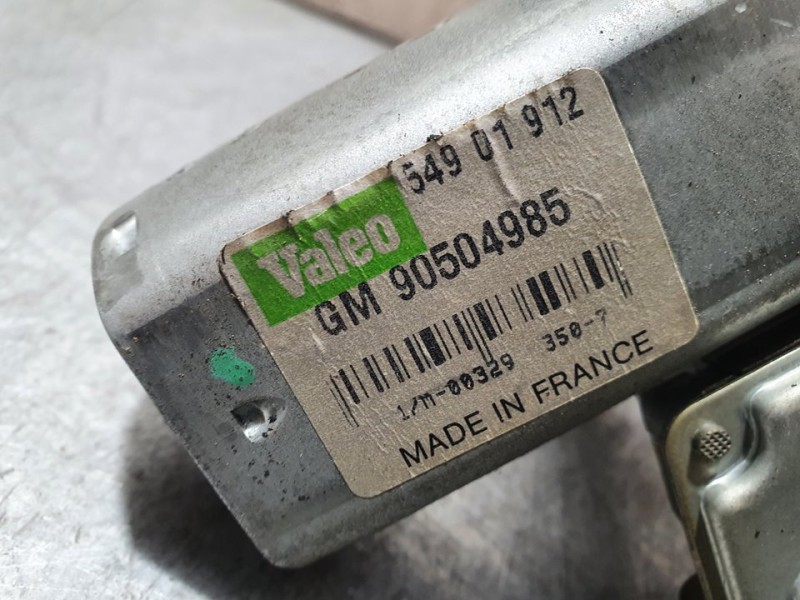 549 01 912
Valeo
GM 90504985
1/M-00329 350-7
MADE IN FRANCE